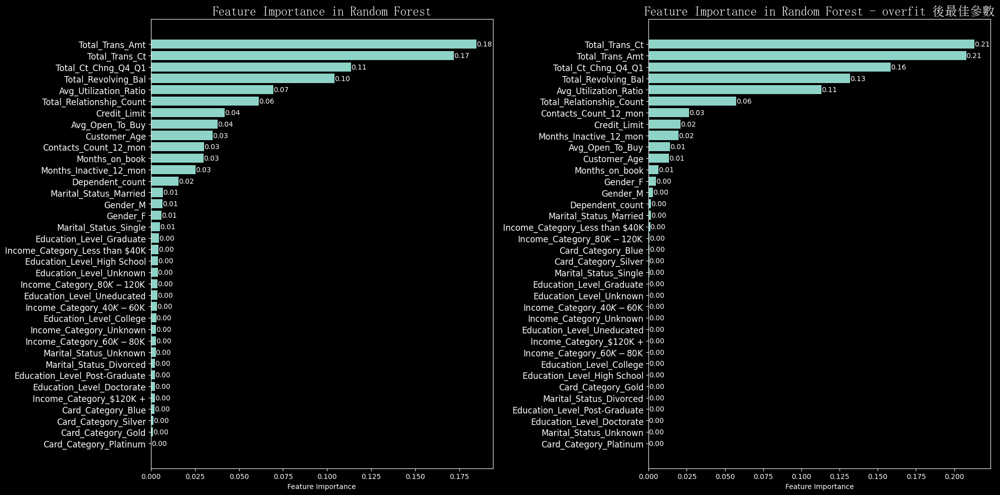 Feature Importance in Random Forest
Total_Trans_Amt 0.18
Total_Trans_Ct 0.17
Total_Ct_Chng_Q4_Q1 0.11
Total_Revolving_Bal 0.10
Avg_Utilization_Ratio 0.07
Total_Relationship_Count 0.06
Credit_Limit 0.04
Avg_Open_To_Buy 0.04
Customer_Age 0.03
Contacts_Count_12_mon 0.03
Months_on_book 0.03
Months_Inactive_12_mon 0.03
Dependent_count 0.02
Marital_Status_Married 0.01
Gender_M 0.01
Gender_F 0.01
Marital_Status_Single 0.01
Education_Level_Graduate 0.00
Income_Category_Less than $40K 0.00
Education_Level_High School 0.00
Education_Level_Unknown 0.00
Income_Category_80K − 120K 0.00
Education_Level_Uneducated 0.00
Income_Category_40K − 60K 0.00
Education_Level_College 0.00
Income_Category_Unknown 0.00
Income_Category_60K − 80K 0.00
Marital_Status_Unknown 0.00
Marital_Status_Divorced 0.00
Education_Level_Post-Graduate 0.00
Education_Level_Doctorate 0.00
Income_Category_$120K + 0.00
Card_Category_Blue 0.00
Card_Category_Silver 0.00
Card_Category_Gold 0.00
Card_Category_Platinum 0.00
0.000 0.025 0.050 0.075 0.100 0.125 0.150 0.175
Feature Importance
Feature Importance in Random Forest - overfit 後最佳參數
Total_Trans_Ct 0.21
Total_Trans_Amt 0.21
Total_Ct_Chng_Q4_Q1 0.16
Total_Revolving_Bal 0.13
Avg_Utilization_Ratio 0.11
Total_Relationship_Count 0.06
Contacts_Count_12_mon 0.03
Credit_Limit 0.02
Months_Inactive_12_mon 0.02
Avg_Open_To_Buy 0.01
Customer_Age 0.01
Months_on_book 0.01
Gender_F 0.00
Gender_M 0.00
Dependent_count 0.00
Marital_Status_Married 0.00
Income_Category_Less than $40K 0.00
Income_Category_80K − 120K 0.00
Card_Category_Blue 0.00
Card_Category_Silver 0.00
Marital_Status_Single 0.00
Education_Level_Graduate 0.00
Education_Level_Unknown 0.00
Income_Category_40K − 60K 0.00
Income_Category_Unknown 0.00
Education_Level_Uneducated 0.00
Income_Category_$120K + 0.00
Income_Category_60K − 80K 0.00
Education_Level_College 0.00
Education_Level_High School 0.00
Card_Category_Gold 0.00
Marital_Status_Divorced 0.00
Education_Level_Post-Graduate 0.00
Education_Level_Doctorate 0.00
Marital_Status_Unknown 0.00
Card_Category_Platinum 0.00
0.000 0.025 0.050 0.075 0.100 0.125 0.150 0.175 0.200
Feature Importance